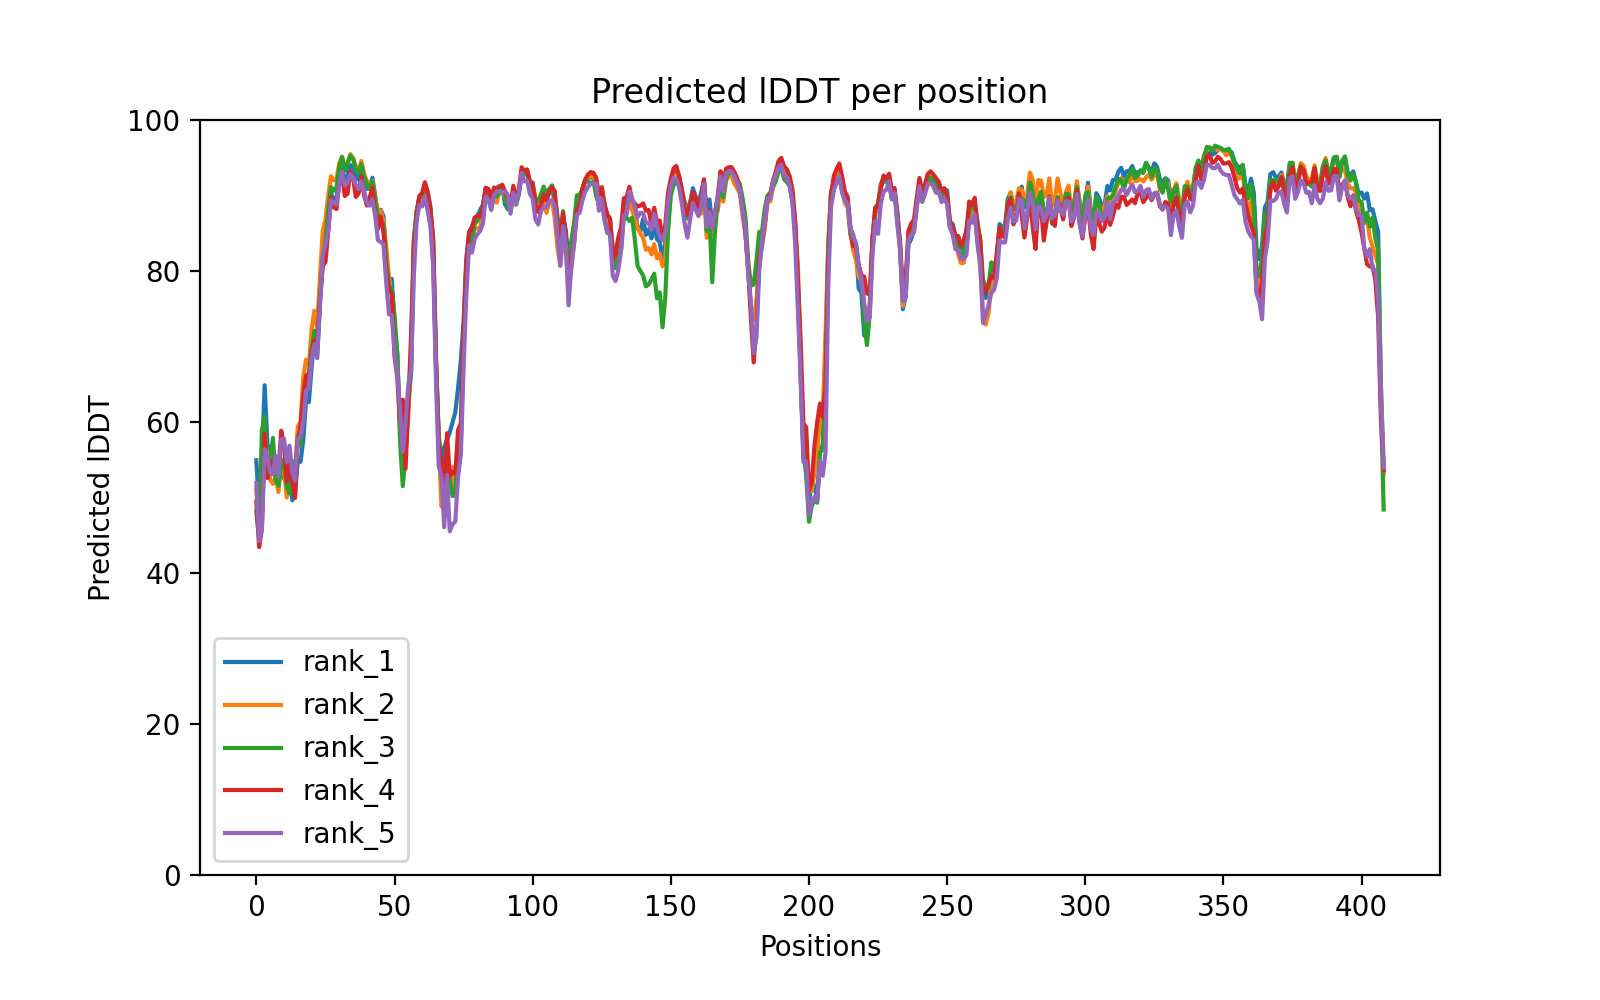 Predicted lDDT per position
Predicted lDDT
100
80
60
40
20
0
rank_1
rank_2
rank_3
rank_4
rank_5
0 50 100 150 200 250 300 350 400
Positions